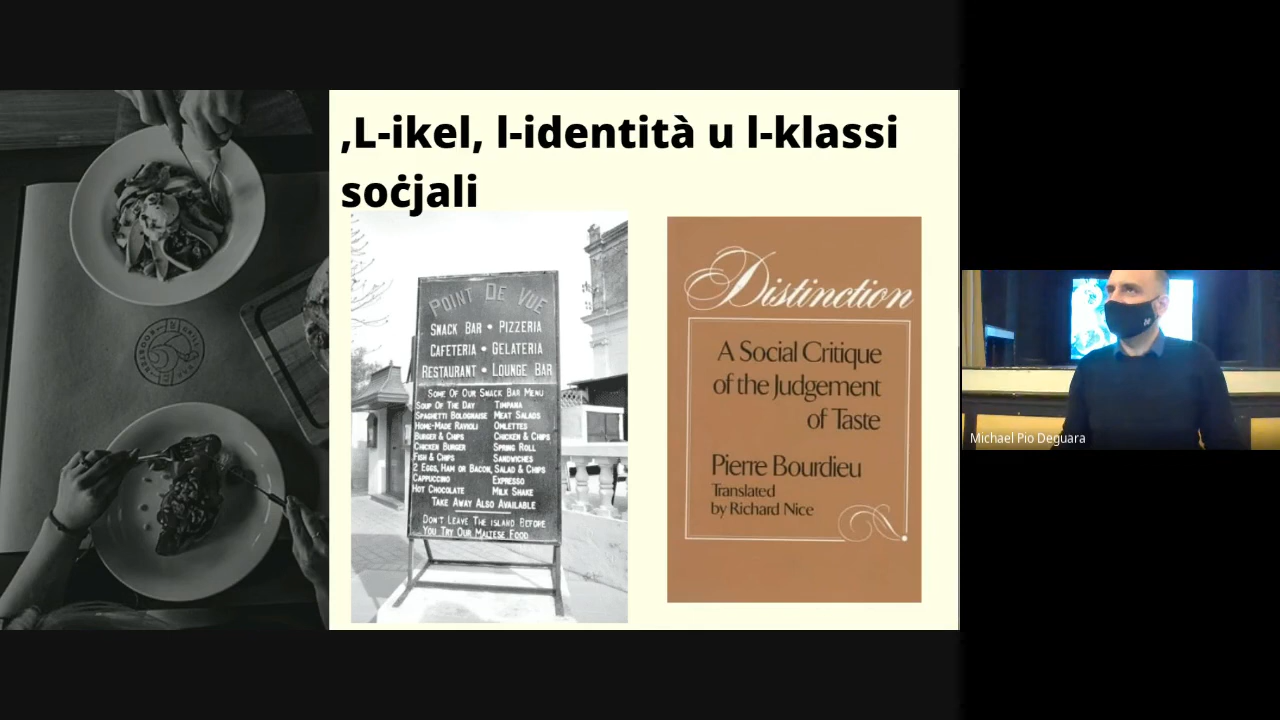 ,L-ikel, l-identità u l-klassi
soċjali
POINT DE VUE
SNACK BAR • PIZZERIA
CAFETERIA • GELATERIA
RESTAURANT • LOUNGE BAR
SOME OF OUR SNACK BAR MENU
SOUP OF THE DAY TIMPANA
SPAGHETTI BOLOGNAISE MEAT SALADS
HOME-MADE RAVIOLI OMLETTES
BURGER & CHIPS CHICKEN & CHIPS
CHICKEN BURGER SPRING ROLL
FISH & CHIPS SANDWICHES
2 EGGS, HAM OR BACON, SALAD & CHIPS
CAPPUCCINO EXPRESSO
HOT CHOCOLATE MILK SHAKE
TAKE AWAY ALSO AVAILABLE
DON'T LEAVE THE ISLAND BEFORE
YOU TRY OUR MALTESE FOOD
Distinction
A Social Critique
of the Judgement
of Taste
Pierre Bourdieu
Translated
by Richard Nice
Michael Pio Deguara